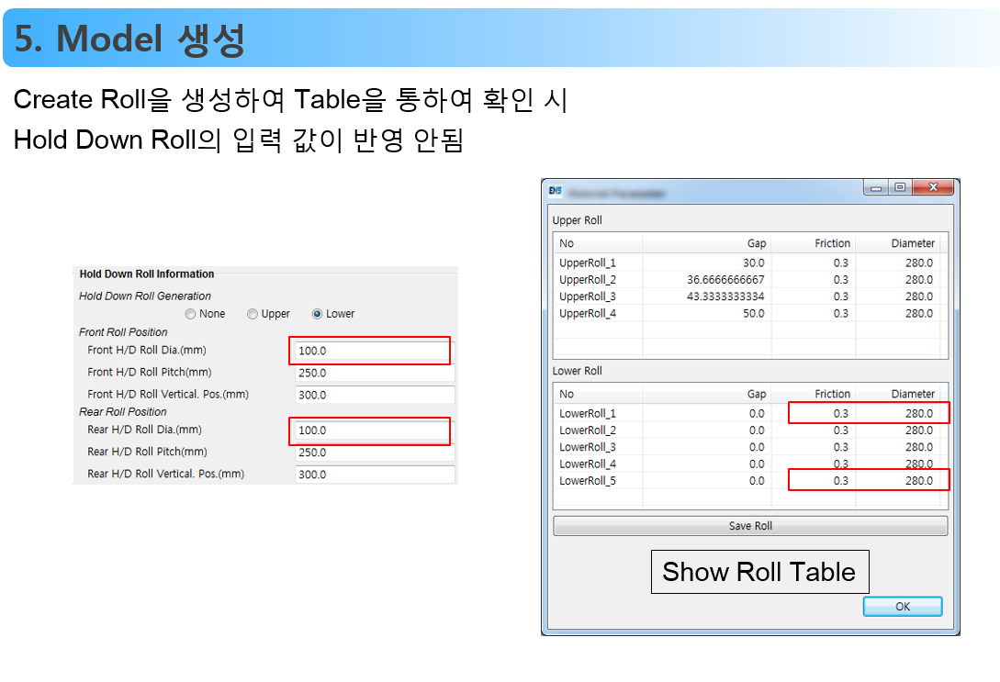 5. Model 생성
Create Roll을 생성하여 Table을 통하여 확인 시
Hold Down Roll의 입력 값이 반영 안됨
Hold Down Roll Information
Hold Down Roll Generation
None Upper Lower
Front Roll Position
Front H/D Roll Dia.(mm) 100.0
Front H/D Roll Pitch(mm) 250.0
Front H/D Roll Vertical. Pos.(mm) 300.0
Rear Roll Position
Rear H/D Roll Dia.(mm) 100.0
Rear H/D Roll Pitch(mm) 250.0
Rear H/D Roll Vertical. Pos.(mm) 300.0
Upper Roll
No Gap Friction Diameter
UpperRoll_1 30.0 0.3 280.0
UpperRoll_2 36.6666666667 0.3 280.0
UpperRoll_3 43.3333333334 0.3 280.0
UpperRoll_4 50.0 0.3 280.0
Lower Roll
No Gap Friction Diameter
LowerRoll_1 0.0 0.3 280.0
LowerRoll_2 0.0 0.3 280.0
LowerRoll_3 0.0 0.3 280.0
LowerRoll_4 0.0 0.3 280.0
LowerRoll_5 0.0 0.3 280.0
Save Roll
Show Roll Table
OK